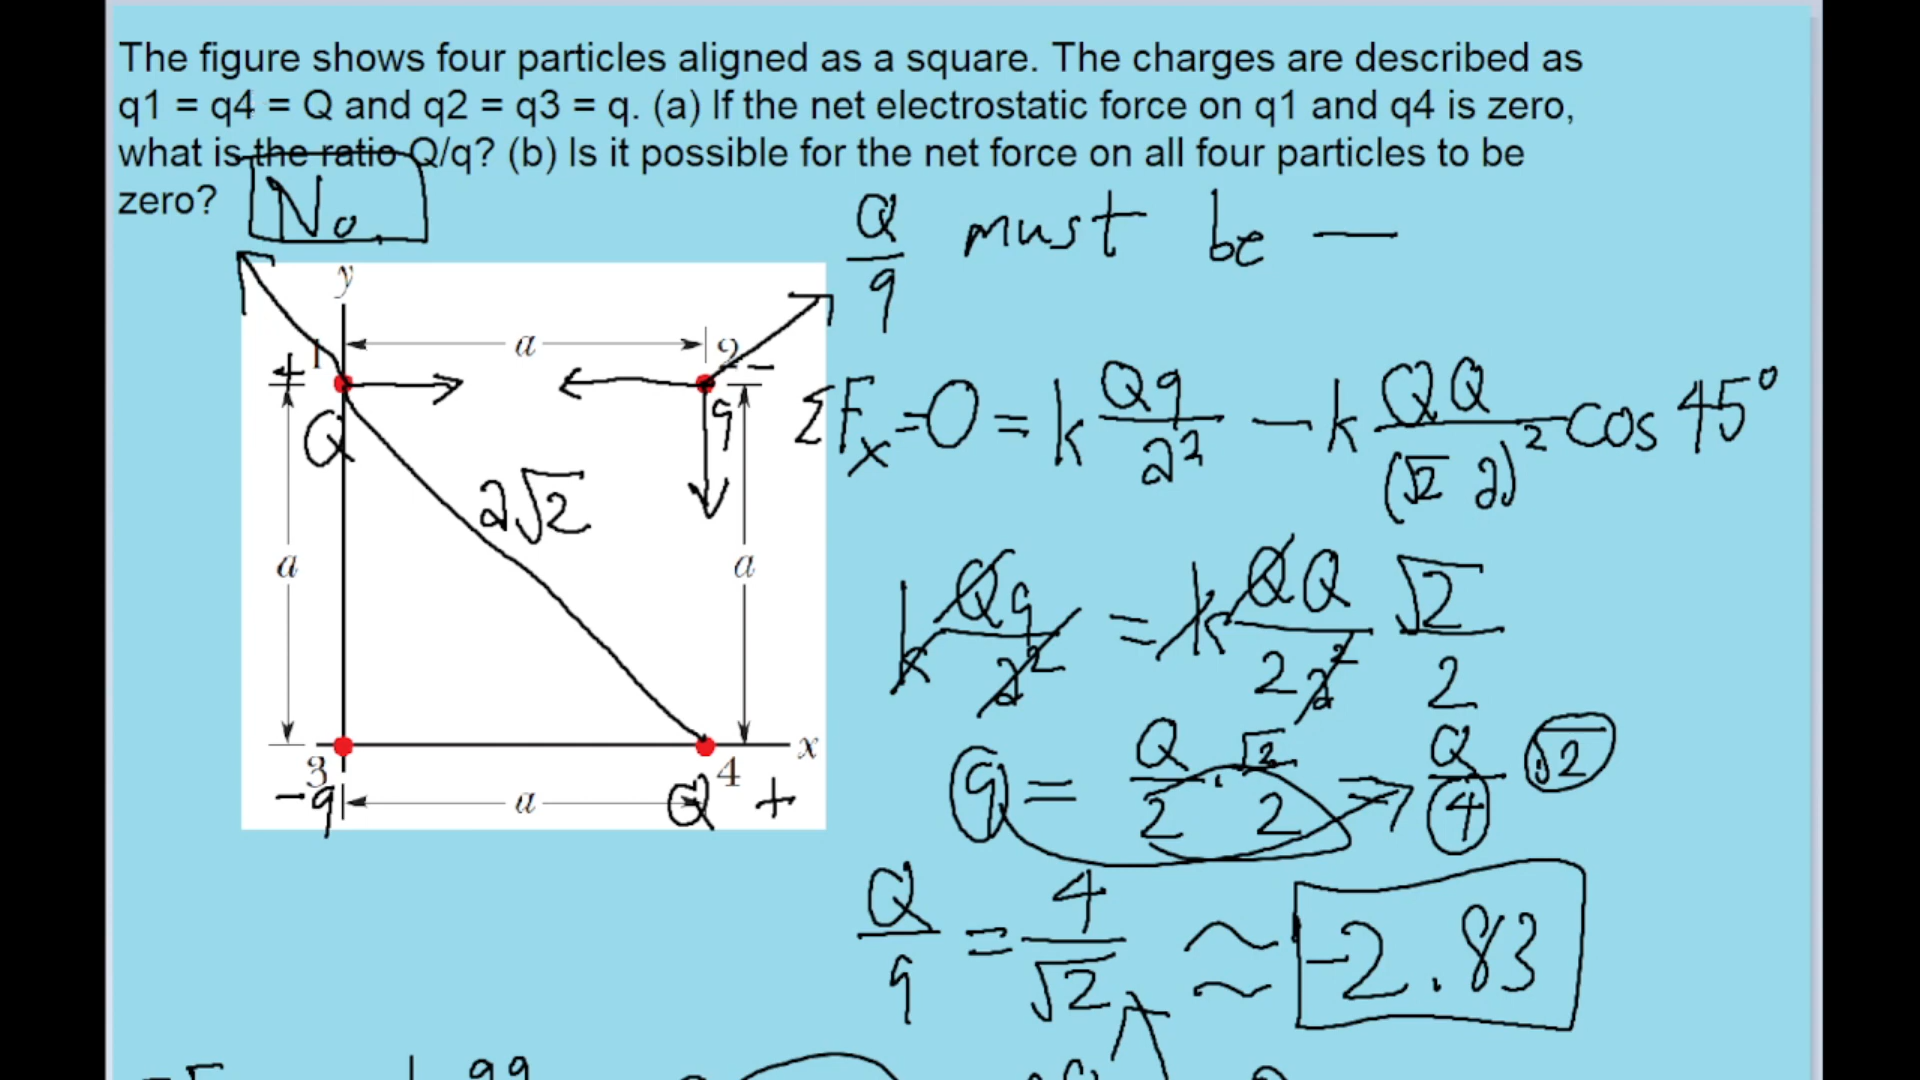 The figure shows four particles aligned as a square. The charges are described as
q1 = q4 = Q and q2 = q3 = q. (a) If the net electrostatic force on q1 and q4 is zero,
what is the ratio Q/q? (b) Is it possible for the net force on all four particles to be
zero? No.
Q/q must be —
y
1 a 2 −
+
Q q
ΣFx=0 = k Qq/a² − k QQ/(√2 a)² cos 45°
a√2
a a
k Qq/a² = k QQ/2a² √2/2
3 4 x
−q a Q +
q = Q/2 · √2/2 => Q/4 √2
Q/q = 4/√2 ≈ −2.83